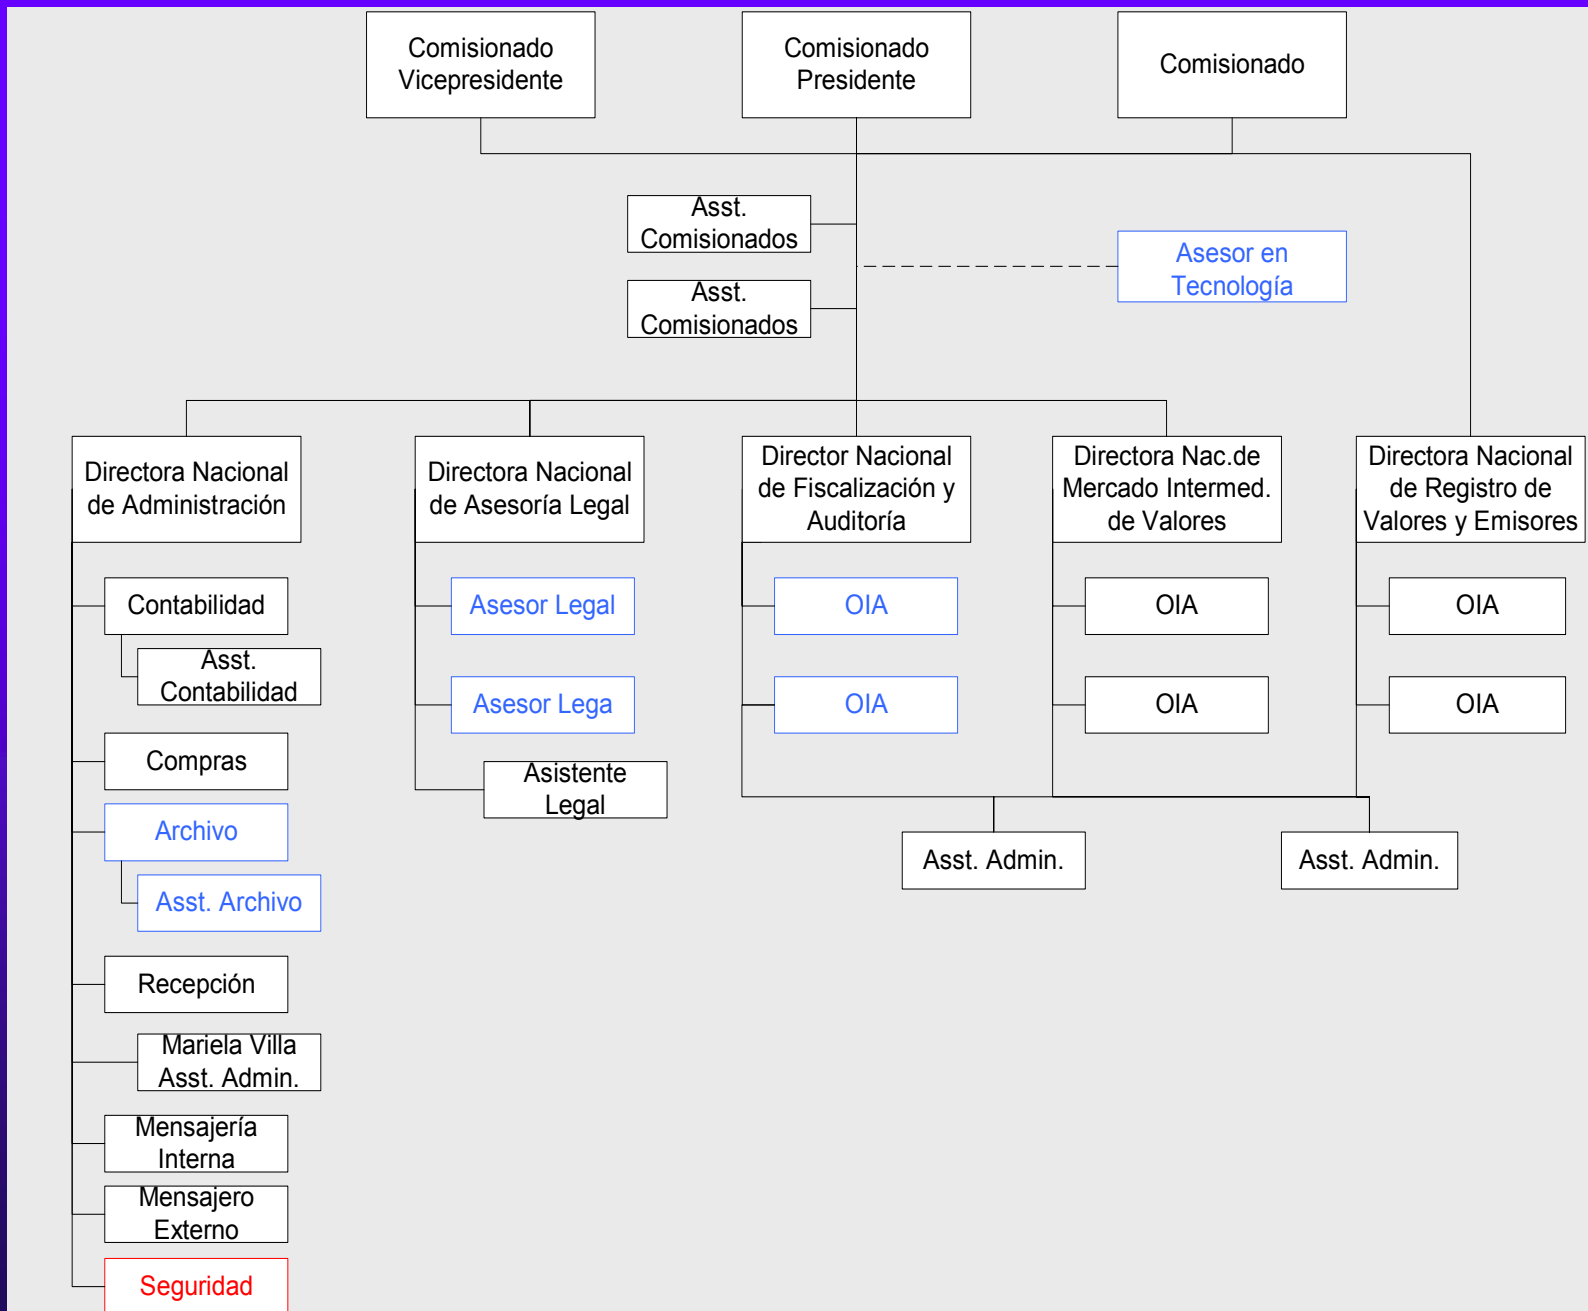 Comisionado
Vicepresidente
Comisionado
Presidente
Comisionado
Asst.
Comisionados
Asesor en
Tecnología
Asst.
Comisionados
Directora Nacional
de Administración
Directora Nacional
de Asesoría Legal
Director Nacional
de Fiscalización y
Auditoría
Directora Nac.de
Mercado Intermed.
de Valores
Directora Nacional
de Registro de
Valores y Emisores
Contabilidad
Asst.
Contabilidad
Compras
Archivo
Asst. Archivo
Recepción
Mariela Villa
Asst. Admin.
Mensajería
Interna
Mensajero
Externo
Seguridad
Asesor Legal
Asesor Lega
Asistente
Legal
OIA
OIA
OIA
OIA
OIA
OIA
Asst. Admin.
Asst. Admin.